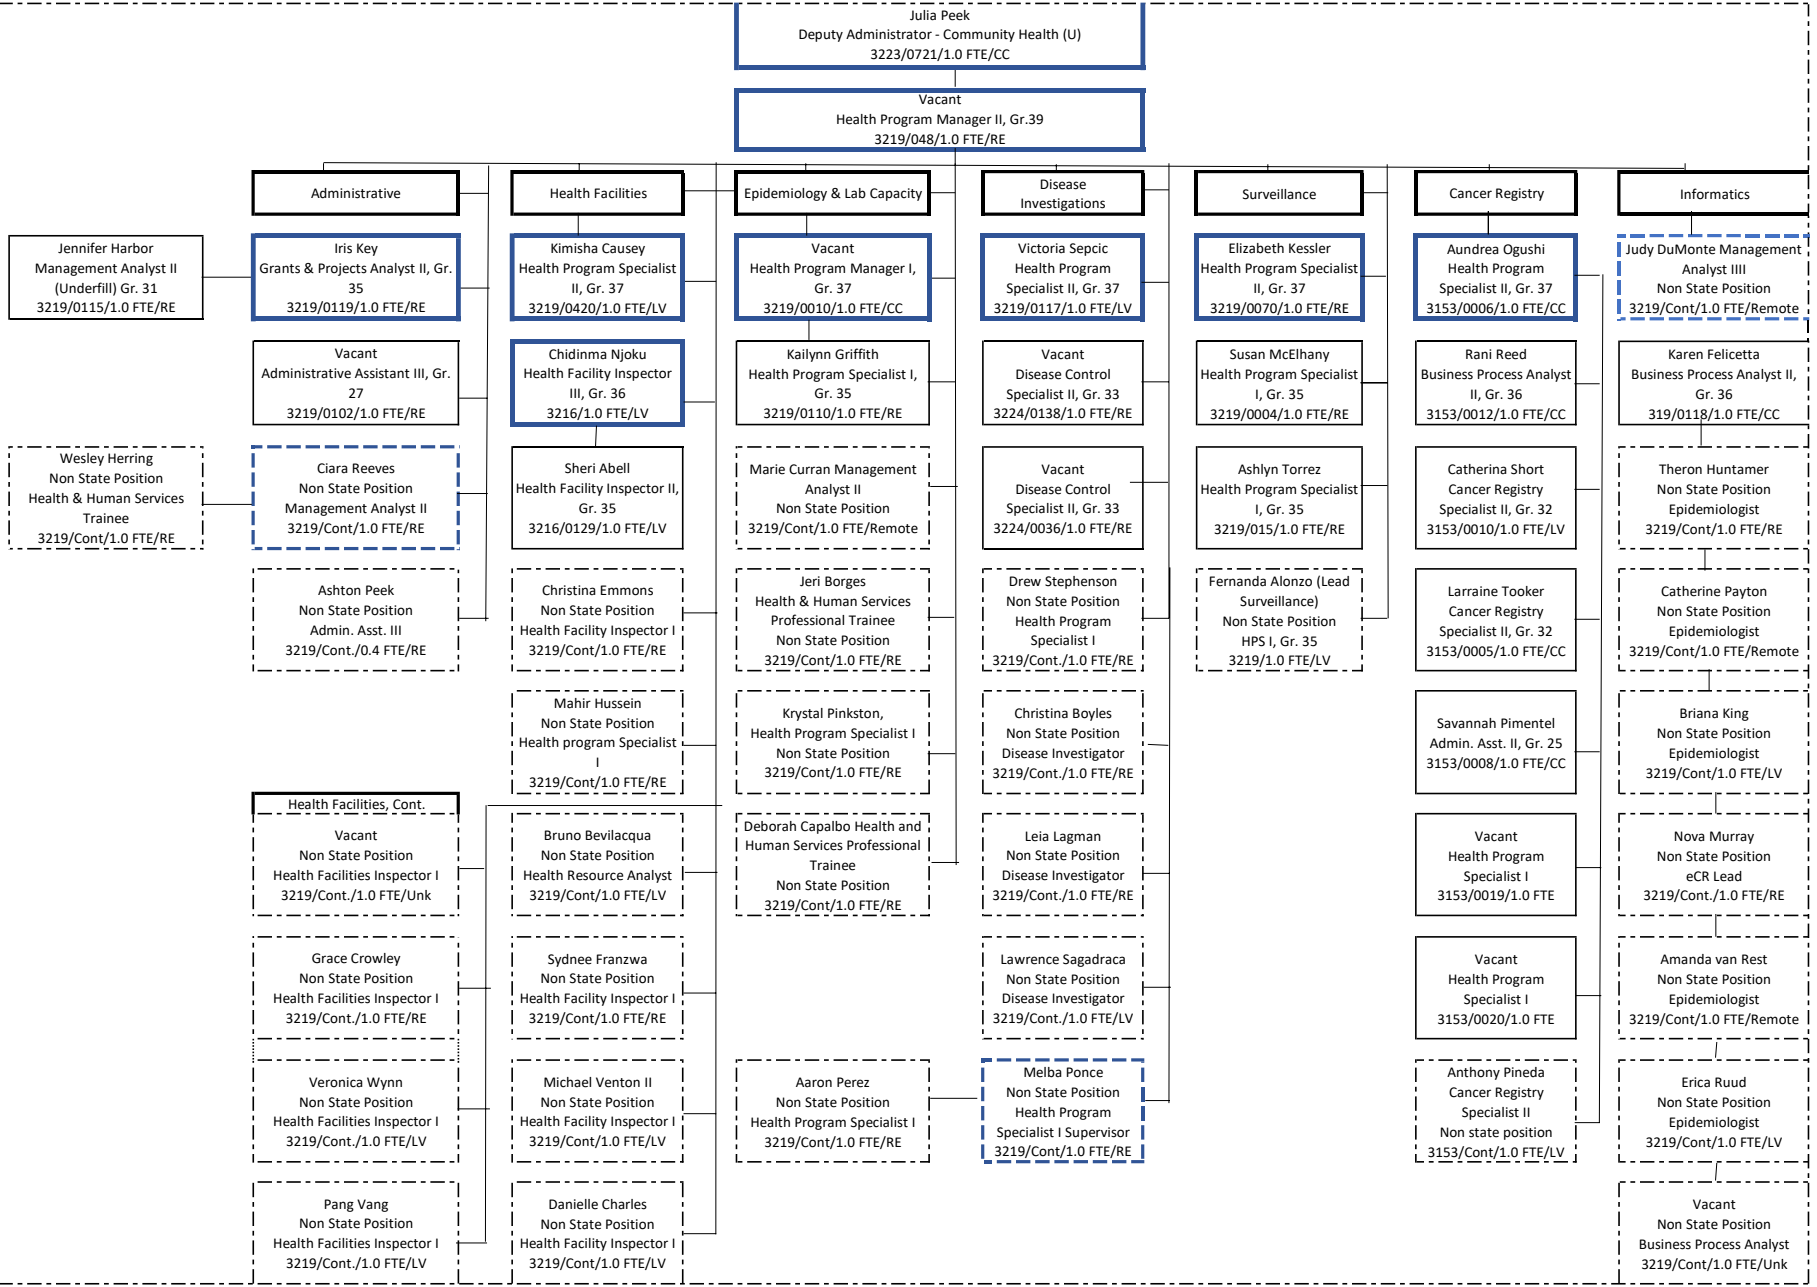 Julia Peek
Deputy Administrator - Community Health (U)
3223/0721/1.0 FTE/CC
Vacant
Health Program Manager II, Gr.39
3219/048/1.0 FTE/RE
Administrative
Health Facilities
Epidemiology & Lab Capacity
Disease
Investigations
Surveillance
Cancer Registry
Informatics
Jennifer Harbor
Management Analyst II
(Underfill) Gr. 31
3219/0115/1.0 FTE/RE
Iris Key
Grants & Projects Analyst II, Gr.
35
3219/0119/1.0 FTE/RE
Kimisha Causey
Health Program Specialist
II, Gr. 37
3219/0420/1.0 FTE/LV
Vacant
Health Program Manager I,
Gr. 37
3219/0010/1.0 FTE/CC
Victoria Sepcic
Health Program
Specialist II, Gr. 37
3219/0117/1.0 FTE/LV
Elizabeth Kessler
Health Program Specialist
II, Gr. 37
3219/0070/1.0 FTE/RE
Aundrea Ogushi
Health Program
Specialist II, Gr. 37
3153/0006/1.0 FTE/CC
Judy DuMonte Management
Analyst IIII
Non State Position
3219/Cont/1.0 FTE/Remote
Vacant
Administrative Assistant III, Gr.
27
3219/0102/1.0 FTE/RE
Chidinma Njoku
Health Facility Inspector
III, Gr. 36
3216/1.0 FTE/LV
Kailynn Griffith
Health Program Specialist I,
Gr. 35
3219/0110/1.0 FTE/RE
Vacant
Disease Control
Specialist II, Gr. 33
3224/0138/1.0 FTE/RE
Susan McElhany
Health Program Specialist
I, Gr. 35
3219/0004/1.0 FTE/RE
Rani Reed
Business Process Analyst
II, Gr. 36
3153/0012/1.0 FTE/CC
Karen Felicetta
Business Process Analyst II,
Gr. 36
319/0118/1.0 FTE/CC
Wesley Herring
Non State Position
Health & Human Services
Trainee
3219/Cont/1.0 FTE/RE
Ciara Reeves
Non State Position
Management Analyst II
3219/Cont/1.0 FTE/RE
Sheri Abell
Health Facility Inspector II,
Gr. 35
3216/0129/1.0 FTE/LV
Marie Curran Management
Analyst II
Non State Position
3219/Cont/1.0 FTE/Remote
Vacant
Disease Control
Specialist II, Gr. 33
3224/0036/1.0 FTE/RE
Ashlyn Torrez
Health Program Specialist
I, Gr. 35
3219/015/1.0 FTE/RE
Catherina Short
Cancer Registry
Specialist II, Gr. 32
3153/0010/1.0 FTE/LV
Theron Huntamer
Non State Position
Epidemiologist
3219/Cont/1.0 FTE/RE
Ashton Peek
Non State Position
Admin. Asst. III
3219/Cont./0.4 FTE/RE
Christina Emmons
Non State Position
Health Facility Inspector I
3219/Cont/1.0 FTE/RE
Jeri Borges
Health & Human Services
Professional Trainee
Non State Position
3219/Cont/1.0 FTE/RE
Drew Stephenson
Non State Position
Health Program
Specialist I
3219/Cont./1.0 FTE/RE
Fernanda Alonzo (Lead
Surveillance)
Non State Position
HPS I, Gr. 35
3219/1.0 FTE/LV
Larraine Tooker
Cancer Registry
Specialist II, Gr. 32
3153/0005/1.0 FTE/CC
Catherine Payton
Non State Position
Epidemiologist
3219/Cont/1.0 FTE/Remote
Mahir Hussein
Non State Position
Health program Specialist
I
3219/Cont/1.0 FTE/RE
Krystal Pinkston,
Health Program Specialist I
Non State Position
3219/Cont/1.0 FTE/RE
Christina Boyles
Non State Position
Disease Investigator
3219/Cont./1.0 FTE/RE
Savannah Pimentel
Admin. Asst. II, Gr. 25
3153/0008/1.0 FTE/CC
Briana King
Non State Position
Epidemiologist
3219/Cont/1.0 FTE/LV
Health Facilities, Cont.
Vacant
Non State Position
Health Facilities Inspector I
3219/Cont./1.0 FTE/Unk
Bruno Bevilacqua
Non State Position
Health Resource Analyst
3219/Cont/1.0 FTE/LV
Deborah Capalbo Health and
Human Services Professional
Trainee
Non State Position
3219/Cont/1.0 FTE/RE
Leia Lagman
Non State Position
Disease Investigator
3219/Cont./1.0 FTE/RE
Vacant
Health Program
Specialist I
3153/0019/1.0 FTE
Nova Murray
Non State Position
eCR Lead
3219/Cont./1.0 FTE/RE
Grace Crowley
Non State Position
Health Facilities Inspector I
3219/Cont./1.0 FTE/RE
Sydnee Franzwa
Non State Position
Health Facility Inspector I
3219/Cont/1.0 FTE/RE
Lawrence Sagadraca
Non State Position
Disease Investigator
3219/Cont./1.0 FTE/LV
Vacant
Health Program
Specialist I
3153/0020/1.0 FTE
Amanda van Rest
Non State Position
Epidemiologist
3219/Cont/1.0 FTE/Remote
Veronica Wynn
Non State Position
Health Facilities Inspector I
3219/Cont./1.0 FTE/LV
Michael Venton II
Non State Position
Health Facility Inspector I
3219/Cont/1.0 FTE/LV
Aaron Perez
Non State Position
Health Program Specialist I
3219/Cont/1.0 FTE/RE
Melba Ponce
Non State Position
Health Program
Specialist I Supervisor
3219/Cont/1.0 FTE/RE
Anthony Pineda
Cancer Registry
Specialist II
Non state position
3153/Cont/1.0 FTE/LV
Erica Ruud
Non State Position
Epidemiologist
3219/Cont/1.0 FTE/LV
Pang Vang
Non State Position
Health Facilities Inspector I
3219/Cont./1.0 FTE/LV
Danielle Charles
Non State Position
Health Facility Inspector I
3219/Cont/1.0 FTE/LV
Vacant
Non State Position
Business Process Analyst
3219/Cont/1.0 FTE/Unk